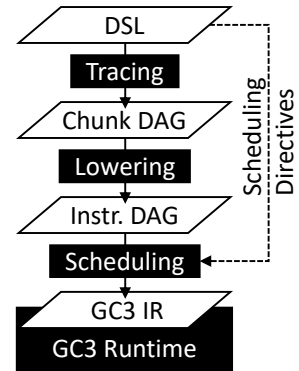 DSL
Tracing
Chunk DAG
Lowering
Instr. DAG
Scheduling
GC3 IR
GC3 Runtime
Scheduling
Directives